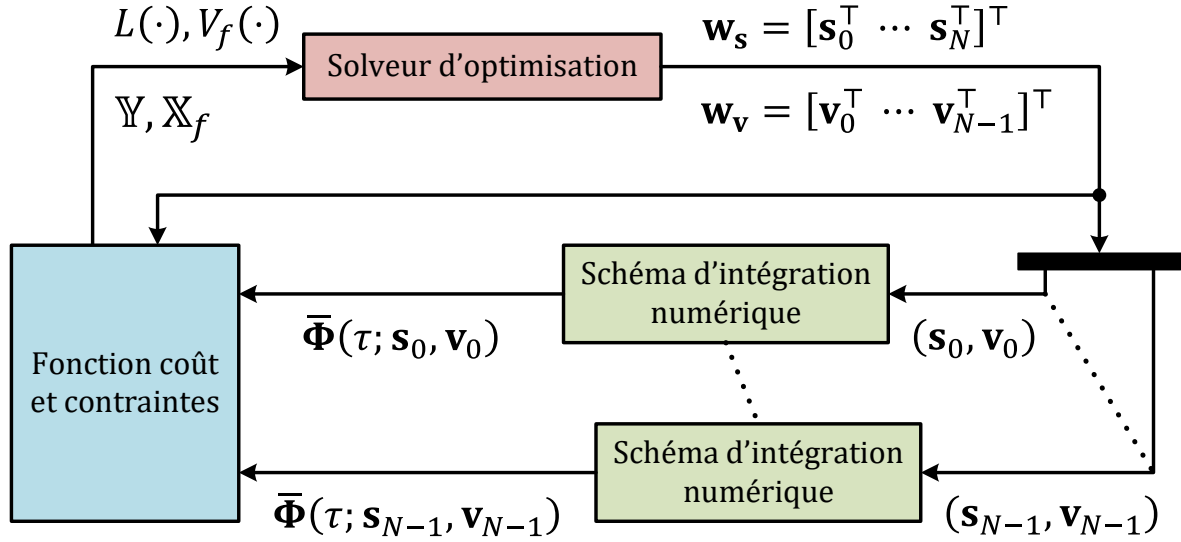 L(·), V_f(·)
𝕐, 𝕏_f
Solveur d’optimisation
𝐰_𝐬 = [𝐬_0^⊤ ⋯ 𝐬_N^⊤]^⊤
𝐰_𝐯 = [𝐯_0^⊤ ⋯ 𝐯_{N−1}^⊤]^⊤
Fonction coût
et contraintes
Schéma d’intégration
numérique
𝚽̅(τ; 𝐬_0, 𝐯_0)
(𝐬_0, 𝐯_0)
Schéma d’intégration
numérique
𝚽̅(τ; 𝐬_{N−1}, 𝐯_{N−1})
(𝐬_{N−1}, 𝐯_{N−1})